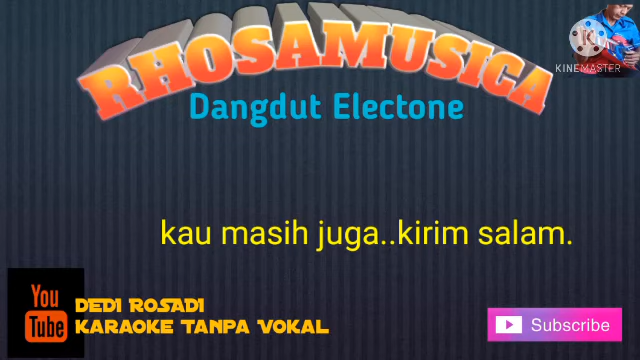 RHOSAMUSICA
KINEMASTER
Dangdut Electone
kau masih juga..kirim salam.
You
Tube
DEDI ROSADI
KARAOKE TANPA VOKAL
Subscribe